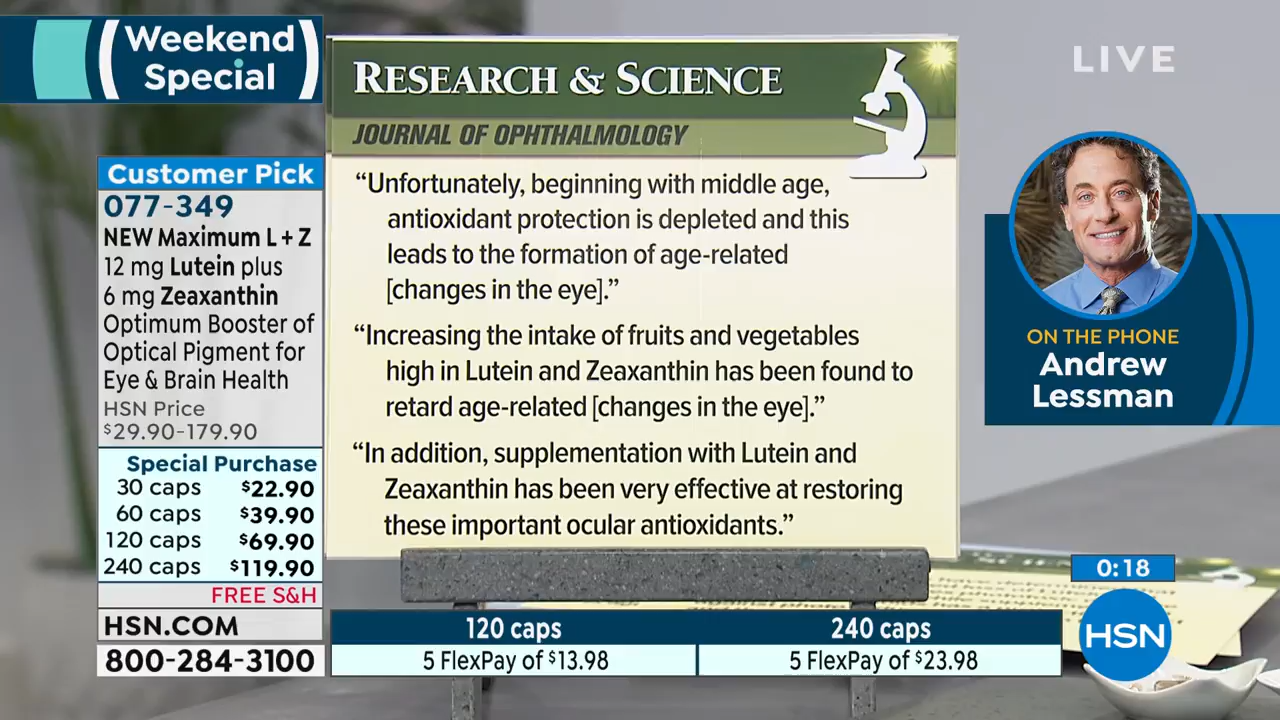 (Weekend
Special)
Customer Pick
077-349
NEW Maximum L + Z
12 mg Lutein plus
6 mg Zeaxanthin
Optimum Booster of
Optical Pigment for
Eye & Brain Health
HSN Price
$29.90-179.90
Special Purchase
30 caps $22.90
60 caps $39.90
120 caps $69.90
240 caps $119.90
FREE S&H
HSN.COM
800-284-3100
RESEARCH & SCIENCE
JOURNAL OF OPHTHALMOLOGY
“Unfortunately, beginning with middle age,
antioxidant protection is depleted and this
leads to the formation of age-related
[changes in the eye].”
“Increasing the intake of fruits and vegetables
high in Lutein and Zeaxanthin has been found to
retard age-related [changes in the eye].”
“In addition, supplementation with Lutein and
Zeaxanthin has been very effective at restoring
these important ocular antioxidants.”
120 caps 240 caps
5 FlexPay of $13.98 5 FlexPay of $23.98
LIVE
ON THE PHONE
Andrew
Lessman
0:18
HSN